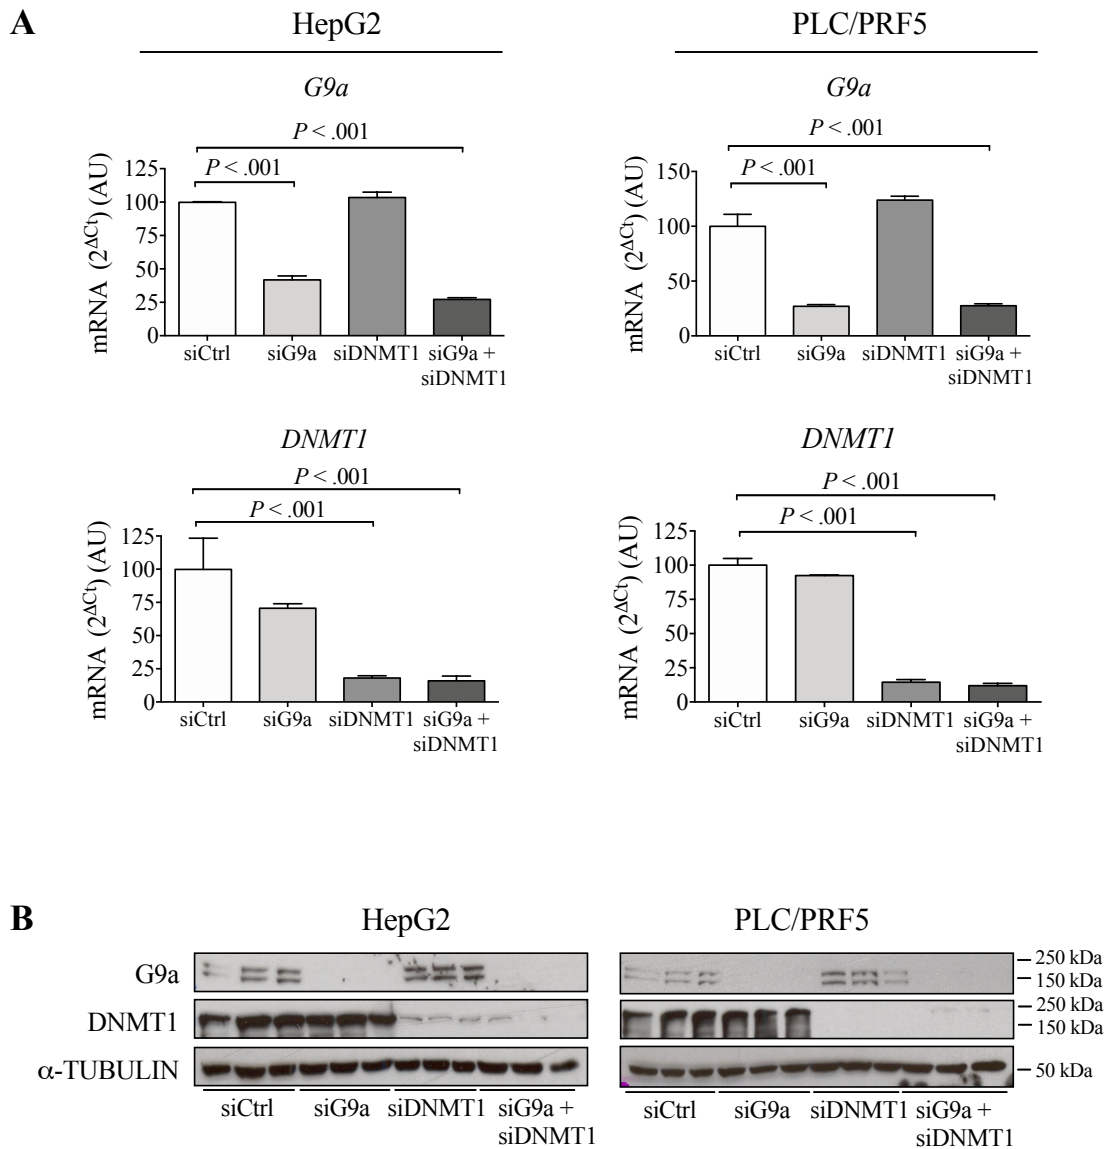 A
HepG2
PLC/PRF5
G9a
G9a
P < .001
P < .001
P < .001
P < .001
mRNA (2^ΔCt) (AU)
125
100
75
50
25
0
siCtrl
siG9a
siDNMT1
siG9a +
siDNMT1
mRNA (2^ΔCt) (AU)
150
100
50
0
siCtrl
siG9a
siDNMT1
siG9a +
siDNMT1
DNMT1
DNMT1
P < .001
P < .001
P < .001
P < .001
mRNA (2^ΔCt) (AU)
125
100
75
50
25
0
siCtrl
siG9a
siDNMT1
siG9a +
siDNMT1
mRNA (2^ΔCt) (AU)
125
100
75
50
25
0
siCtrl
siG9a
siDNMT1
siG9a +
siDNMT1
B
HepG2
PLC/PRF5
G9a
250 kDa
150 kDa
DNMT1
250 kDa
150 kDa
α-TUBULIN
50 kDa
siCtrl
siG9a
siDNMT1
siG9a +
siDNMT1
siCtrl
siG9a
siDNMT1
siG9a +
siDNMT1